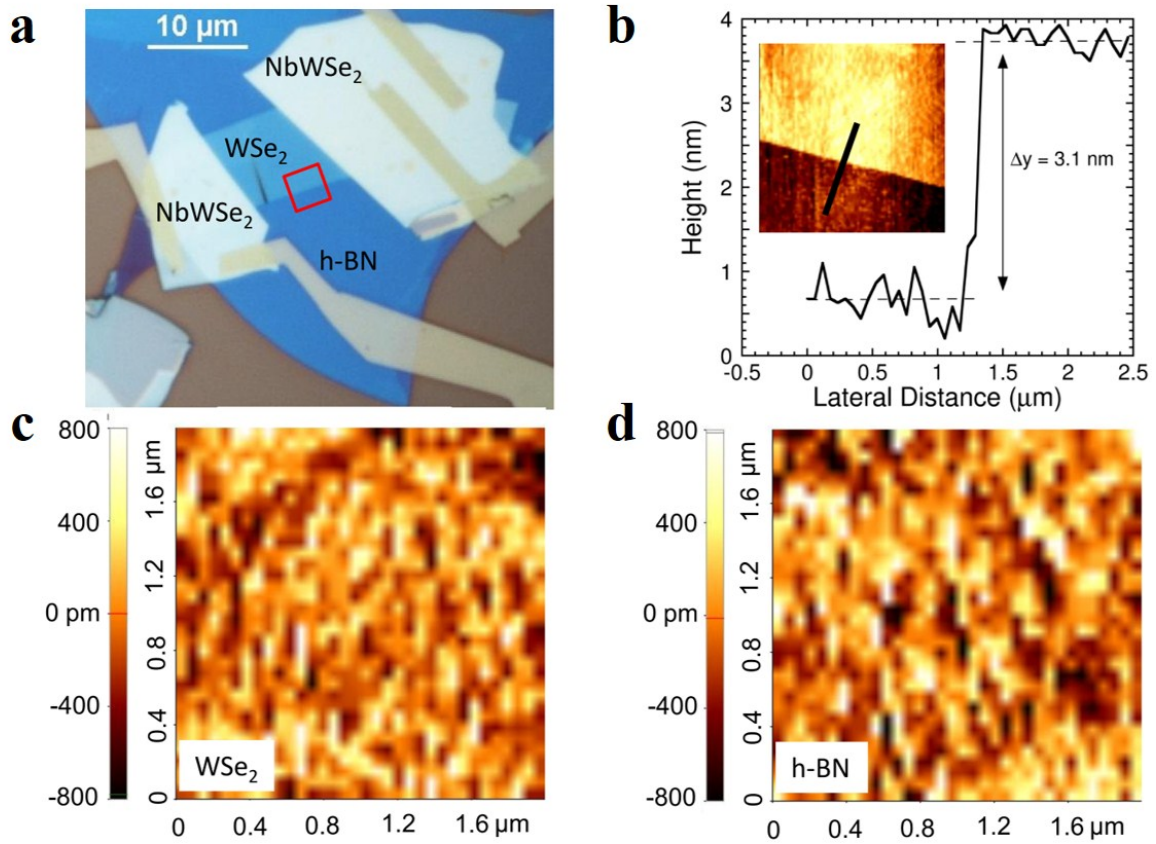 a
10 μm
NbWSe₂
WSe₂
NbWSe₂
h-BN
b
4
3
2
1
0
Height (nm)
Δy = 3.1 nm
-0.5 0 0.5 1 1.5 2 2.5
Lateral Distance (μm)
c
800
400
0 pm
-400
-800
1.6 μm
1.2
0.8
0.4
0
WSe₂
0 0.4 0.8 1.2 1.6 μm
d
800
400
0 pm
-400
-800
1.6 μm
1.2
0.8
0.4
0
h-BN
0 0.4 0.8 1.2 1.6 μm